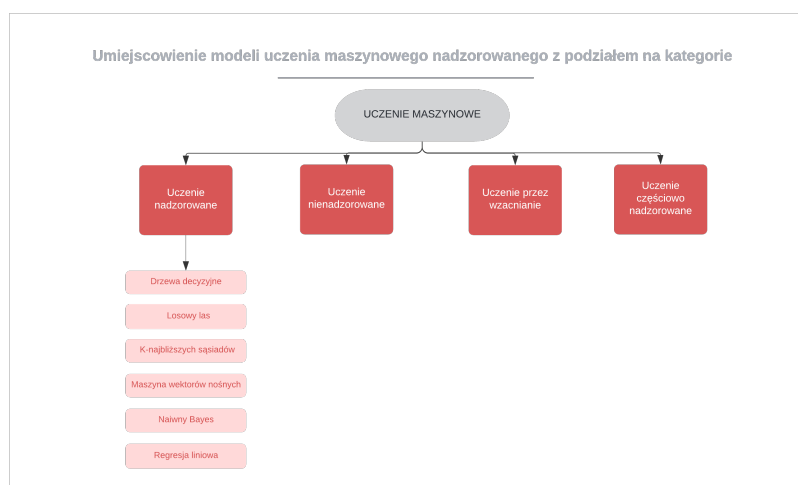 Umiejscowienie modeli uczenia maszynowego nadzorowanego z podziałem na kategorie
UCZENIE MASZYNOWE
Uczenie
nadzorowane
Uczenie
nienadzorowane
Uczenie przez
wzacnianie
Uczenie
częściowo
nadzorowane
Drzewa decyzyjne
Losowy las
K-najbliższych sąsiadów
Maszyna wektorów nośnych
Naiwny Bayes
Regresja liniowa